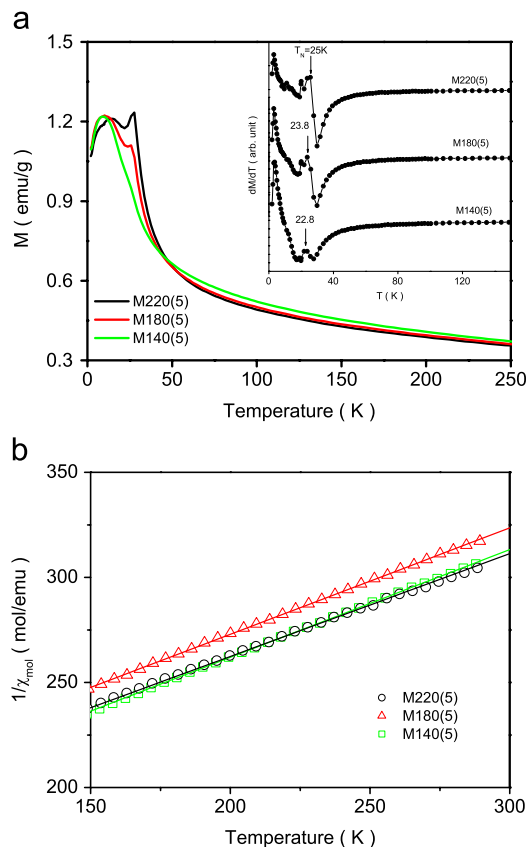 a
1.5
1.2
0.9
0.6
0.3
M ( emu/g )
0 50 100 150 200 250
Temperature ( K )
M220(5)
M180(5)
M140(5)
dM/dT ( arb. unit )
T_N=25K
M220(5)
23.8
M180(5)
22.8
M140(5)
0 40 80 120
T ( K )
b
350
300
250
200
1/χ_mol ( mol/emu )
M220(5)
M180(5)
M140(5)
150 200 250 300
Temperature ( K )